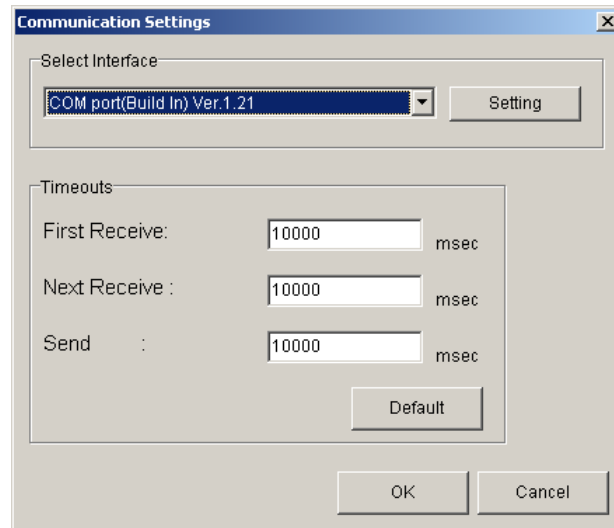 Communication Settings
Select Interface
COM port(Build In) Ver.1.21
Setting
Timeouts
First Receive: 10000 msec
Next Receive : 10000 msec
Send : 10000 msec
Default
OK Cancel